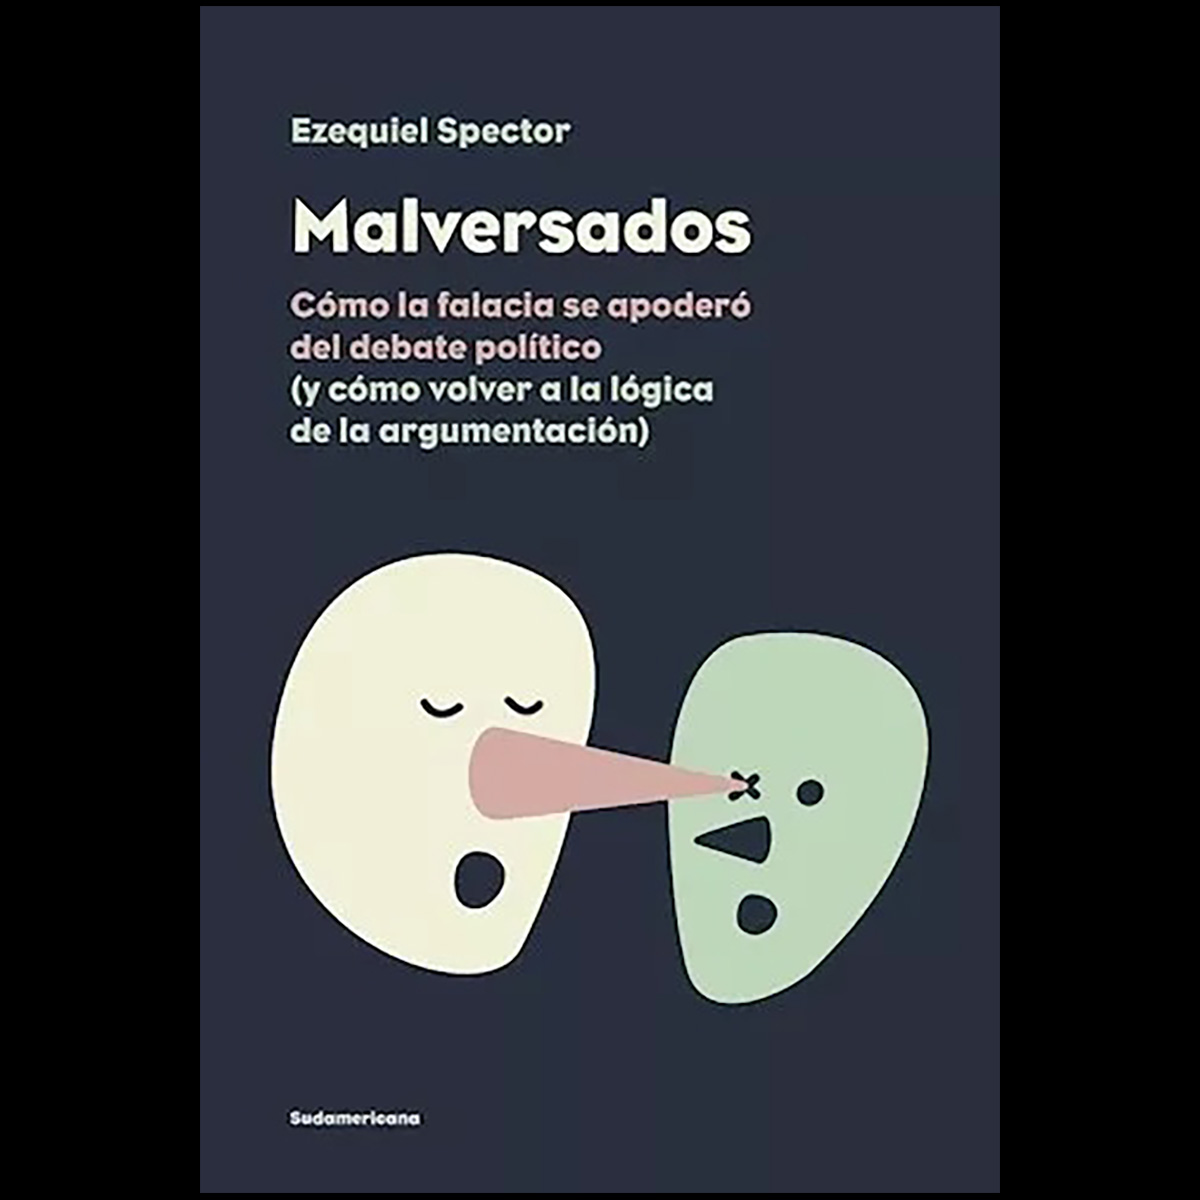 Ezequiel Spector
Malversados
Cómo la falacia se apoderó
del debate político
(y cómo volver a la lógica
de la argumentación)
Sudamericana